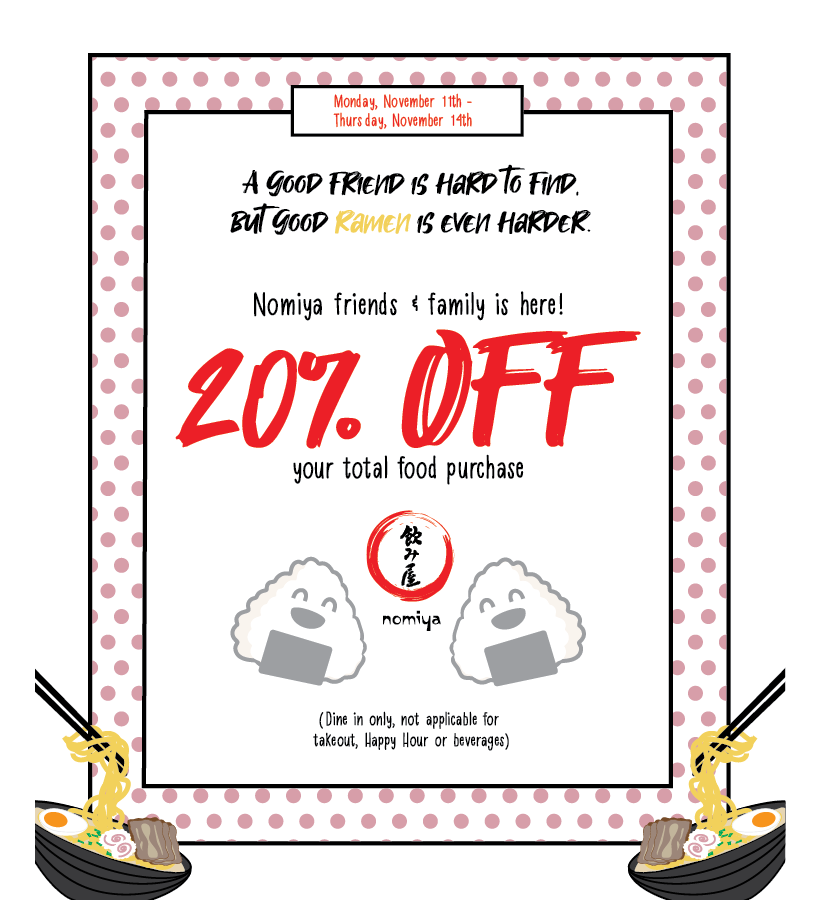 Monday, November 11th -
Thursday, November 14th
A GOOD FRIEND IS HARD TO FIND,
BUT GOOD RAMEN IS EVEN HARDER.
Nomiya friends & family is here!
20% OFF
your total food purchase
飲み屋
nomiya
(Dine in only, not applicable for
takeout, Happy Hour or beverages)